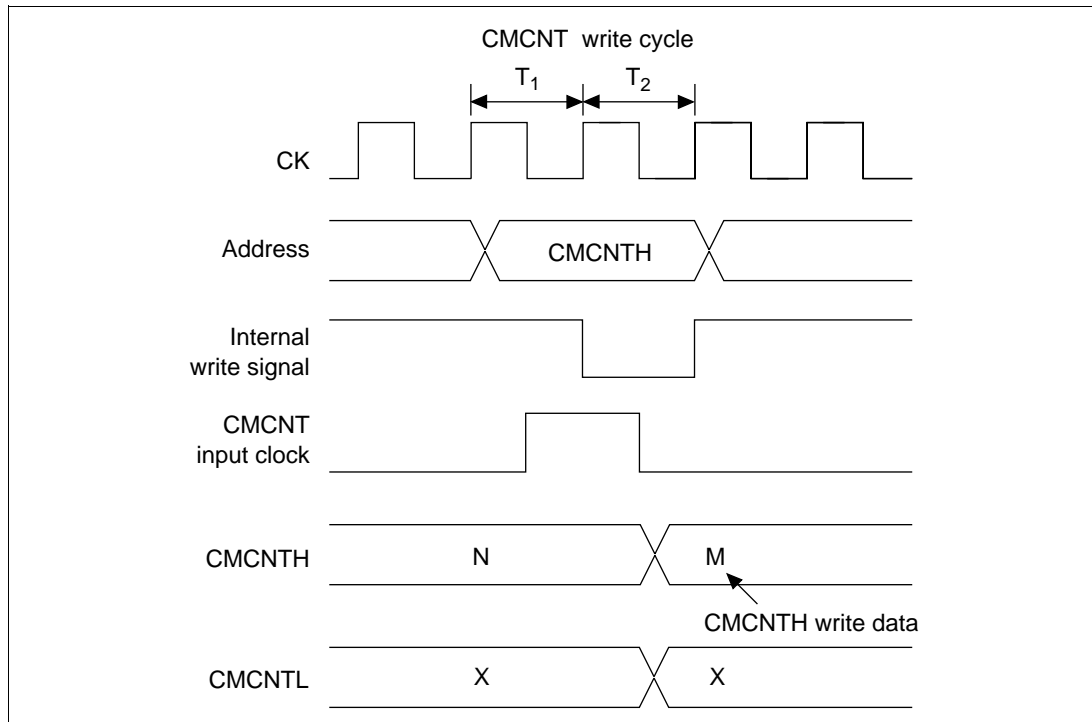 CMCNT write cycle
T1 T2
CK
Address
CMCNTH
Internal
write signal
CMCNT
input clock
CMCNTH
N
M
CMCNTH write data
CMCNTL
X
X